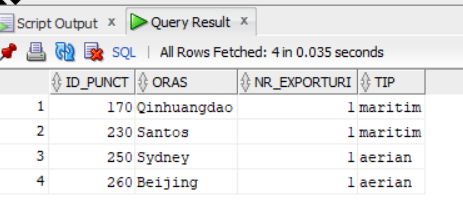 Script Output x Query Result x
SQL | All Rows Fetched: 4 in 0.035 seconds
ID_PUNCT ORAS NR_EXPORTURI TIP
1 170 Qinhuangdao 1 maritim
2 230 Santos 1 maritim
3 250 Sydney 1 aerian
4 260 Beijing 1 aerian